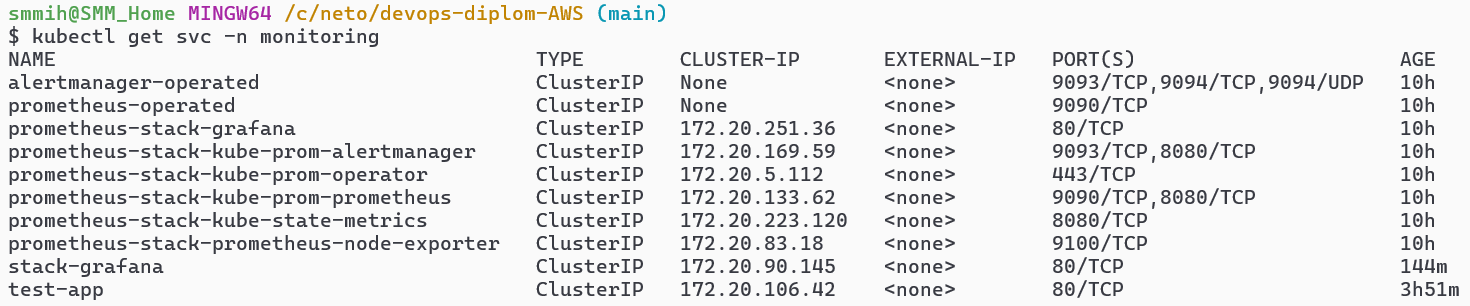 smmih@SMM_Home MINGW64 /c/neto/devops-diplom-AWS (main)
$ kubectl get svc -n monitoring
NAME                                      TYPE        CLUSTER-IP       EXTERNAL-IP   PORT(S)                      AGE
alertmanager-operated                     ClusterIP   None             <none>        9093/TCP,9094/TCP,9094/UDP   10h
prometheus-operated                       ClusterIP   None             <none>        9090/TCP                     10h
prometheus-stack-grafana                  ClusterIP   172.20.251.36    <none>        80/TCP                       10h
prometheus-stack-kube-prom-alertmanager   ClusterIP   172.20.169.59    <none>        9093/TCP,8080/TCP            10h
prometheus-stack-kube-prom-operator       ClusterIP   172.20.5.112     <none>        443/TCP                      10h
prometheus-stack-kube-prom-prometheus     ClusterIP   172.20.133.62    <none>        9090/TCP,8080/TCP            10h
prometheus-stack-kube-state-metrics       ClusterIP   172.20.223.120   <none>        8080/TCP                     10h
prometheus-stack-prometheus-node-exporter   ClusterIP   172.20.83.18     <none>        9100/TCP                     10h
stack-grafana                             ClusterIP   172.20.90.145    <none>        80/TCP                       144m
test-app                                  ClusterIP   172.20.106.42    <none>        80/TCP                       3h51m